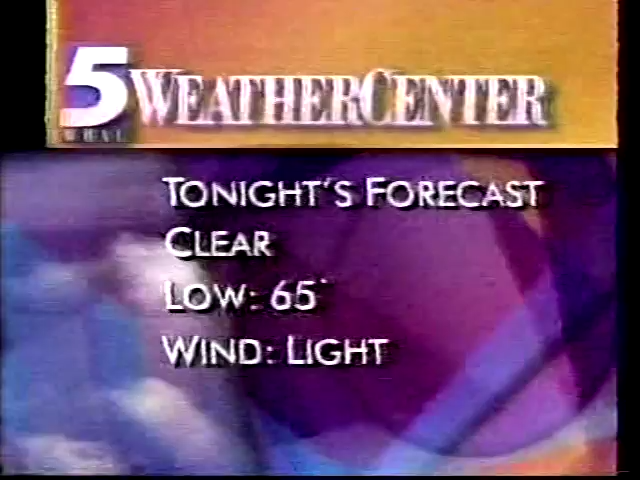 5 WEATHERCENTER
TONIGHT'S FORECAST
CLEAR
LOW: 65°
WIND: LIGHT